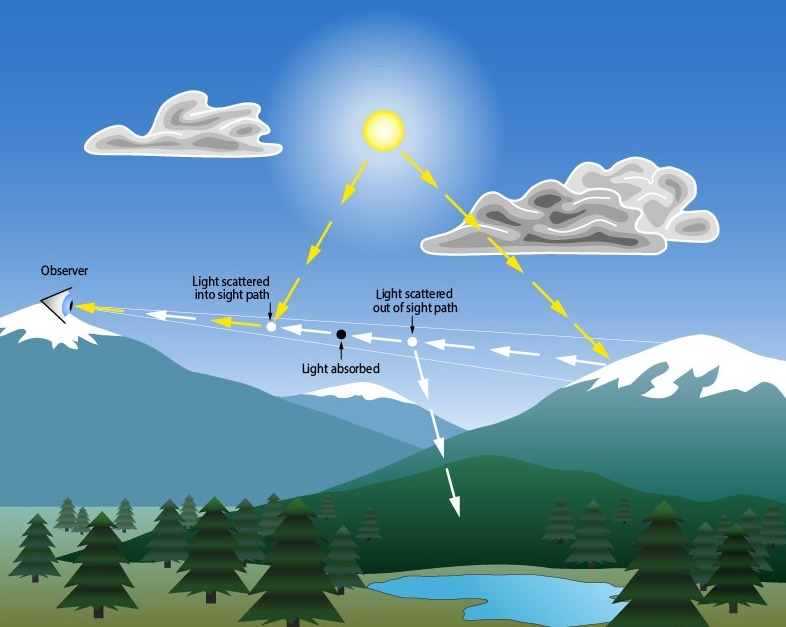 Observer
Light scattered
into sight path
Light scattered
out of sight path
Light absorbed